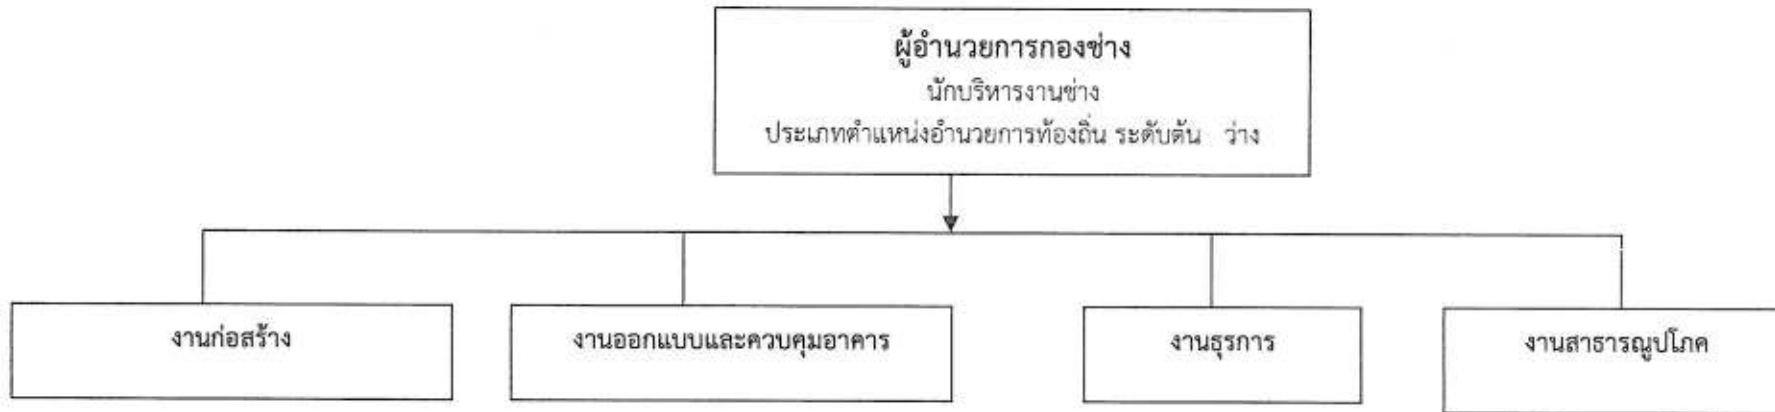 ผู้อำนวยการกองช่าง
นักบริหารงานช่าง
ประเภทตำแหน่งอำนวยการท้องถิ่น ระดับต้น ว่าง
งานก่อสร้าง
งานออกแบบและควบคุมอาคาร
งานธุรการ
งานสาธารณูปโภค